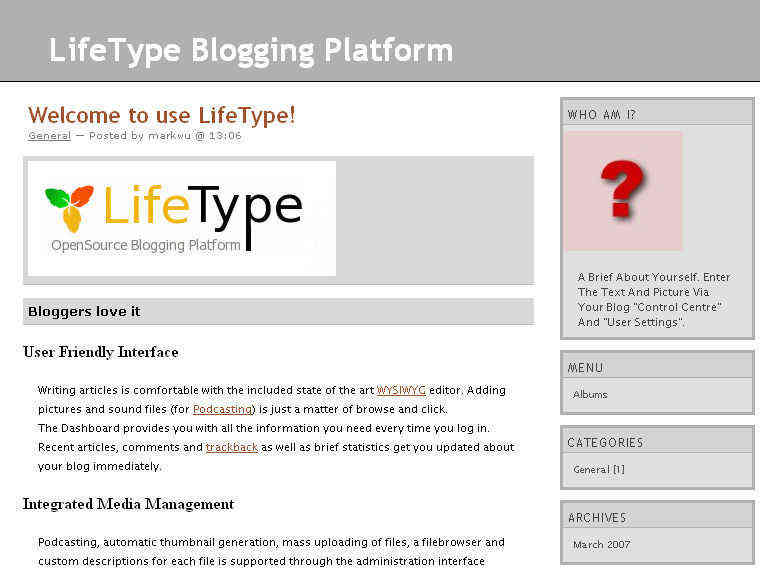 LifeType Blogging Platform
Welcome to use LifeType!
General — Posted by markwu @ 13:06
LifeType
OpenSource Blogging Platform
Bloggers love it
User Friendly Interface
Writing articles is comfortable with the included state of the art WYSIWYG editor. Adding
pictures and sound files (for Podcasting) is just a matter of browse and click.
The Dashboard provides you with all the information you need every time you log in.
Recent articles, comments and trackback as well as brief statistics get you updated about
your blog immediately.
Integrated Media Management
Podcasting, automatic thumbnail generation, mass uploading of files, a filebrowser and
custom descriptions for each file is supported through the administration interface
WHO AM I?
?
A Brief About Yourself. Enter
The Text And Picture Via
Your Blog "Control Centre"
And "User Settings".
MENU
Albums
CATEGORIES
General [1]
ARCHIVES
March 2007